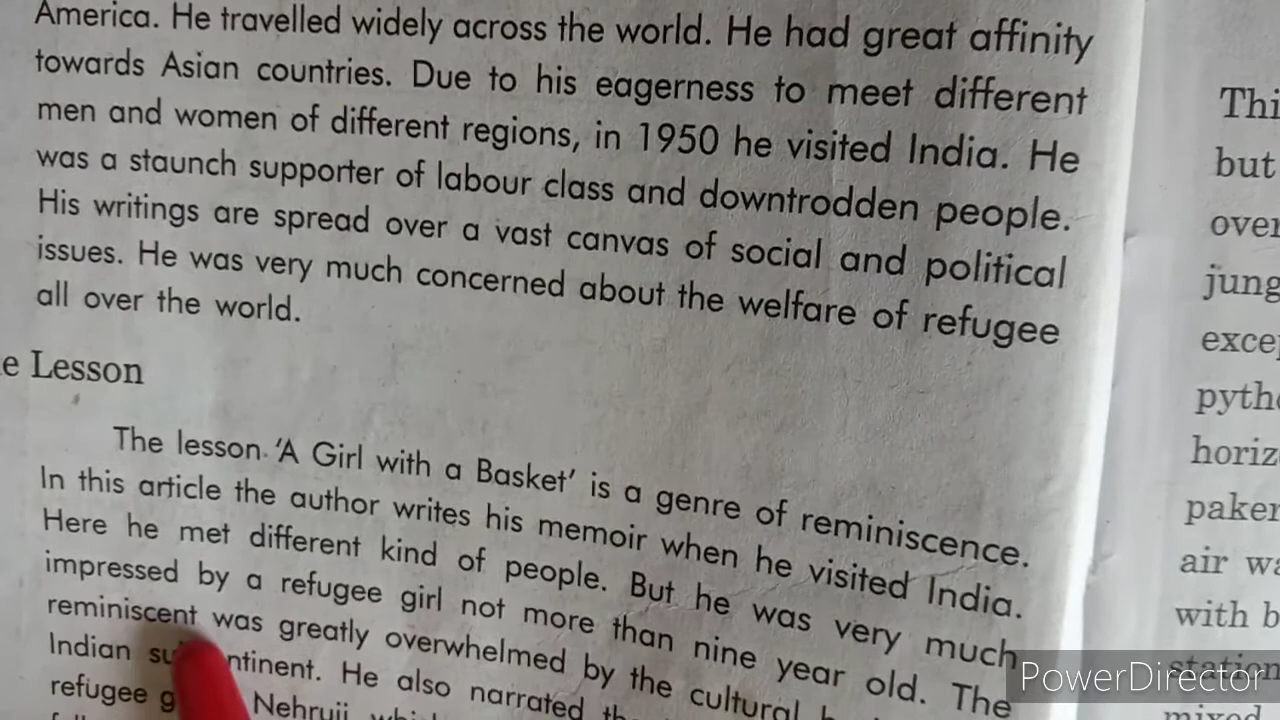 America. He travelled widely across the world. He had great affinity
towards Asian countries. Due to his eagerness to meet different
men and women of different regions, in 1950 he visited India. He
was a staunch supporter of labour class and downtrodden people.
His writings are spread over a vast canvas of social and political
issues. He was very much concerned about the welfare of refugee
all over the world.
e Lesson
The lesson 'A Girl with a Basket' is a genre of reminiscence.
In this article the author writes his memoir when he visited India.
Here he met different kind of people. But he was very much
impressed by a refugee girl not more than nine year old. The
reminiscent was greatly overwhelmed by the cultural
Indian ntinent. He also narrated
refugee Nehruji
Thi
but
over
jung
excep
pytho
horiz
paker
air wa
with b
station
mixed
PowerDirector